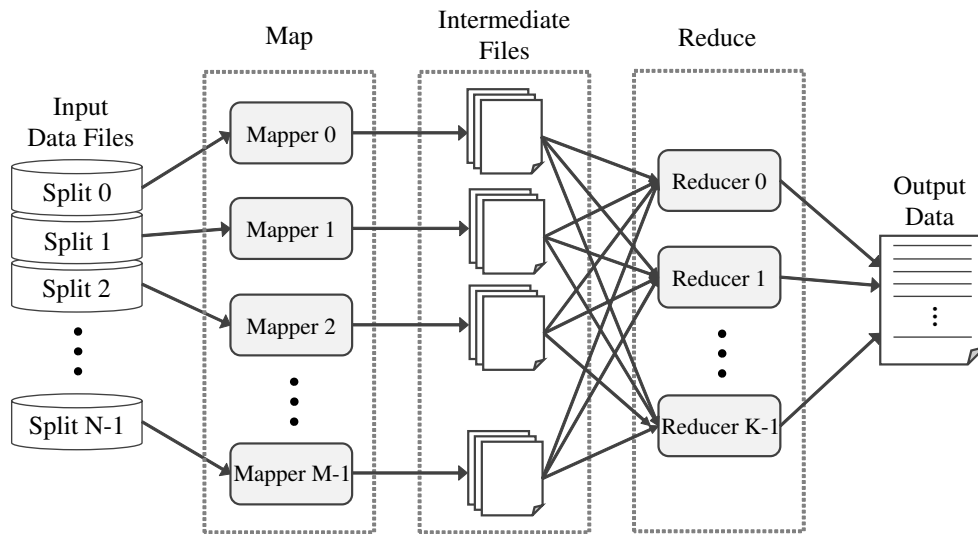 Input
Data Files
Split 0
Split 1
Split 2
Split N-1
Map
Mapper 0
Mapper 1
Mapper 2
Mapper M-1
Intermediate
Files
Reduce
Reducer 0
Reducer 1
Reducer K-1
Output
Data